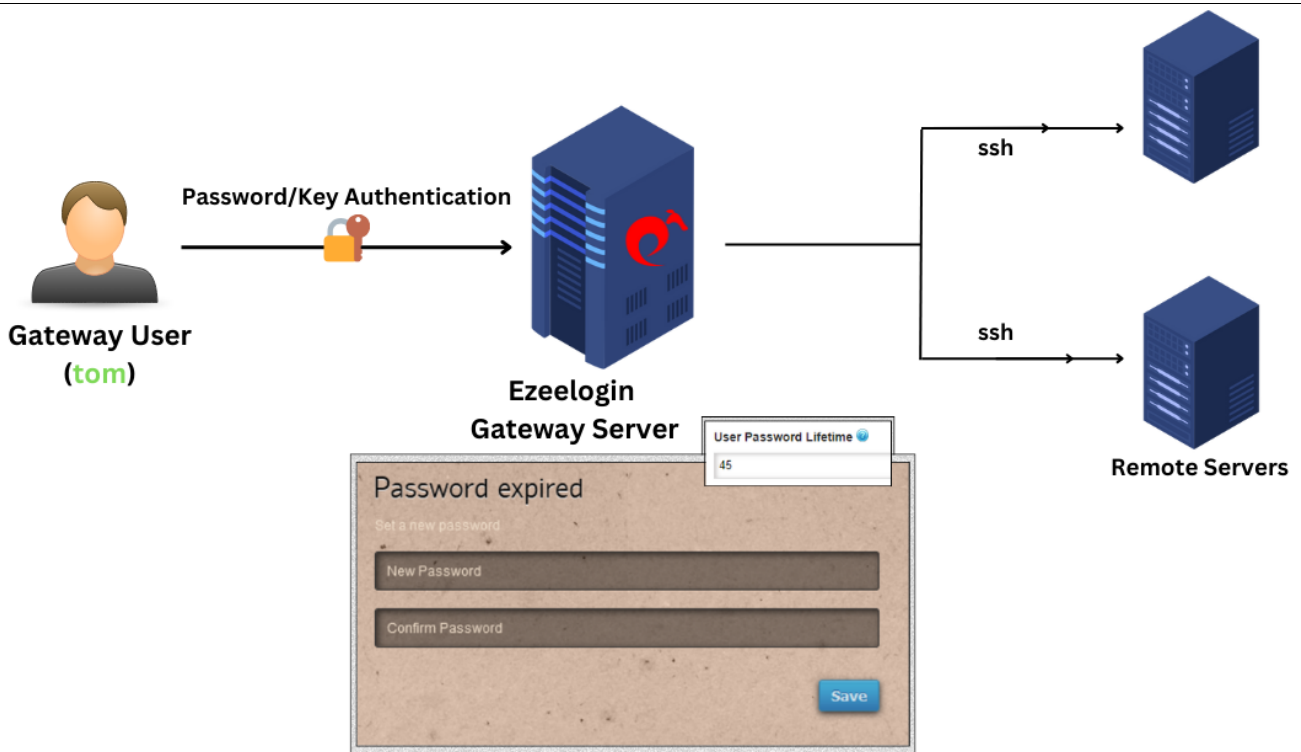 ssh
Password/Key Authentication
Gateway User
(tom)
ssh
Ezeelogin
Gateway Server
Remote Servers
User Password Lifetime
45
Password expired
Set a new password
New Password
Confirm Password
Save